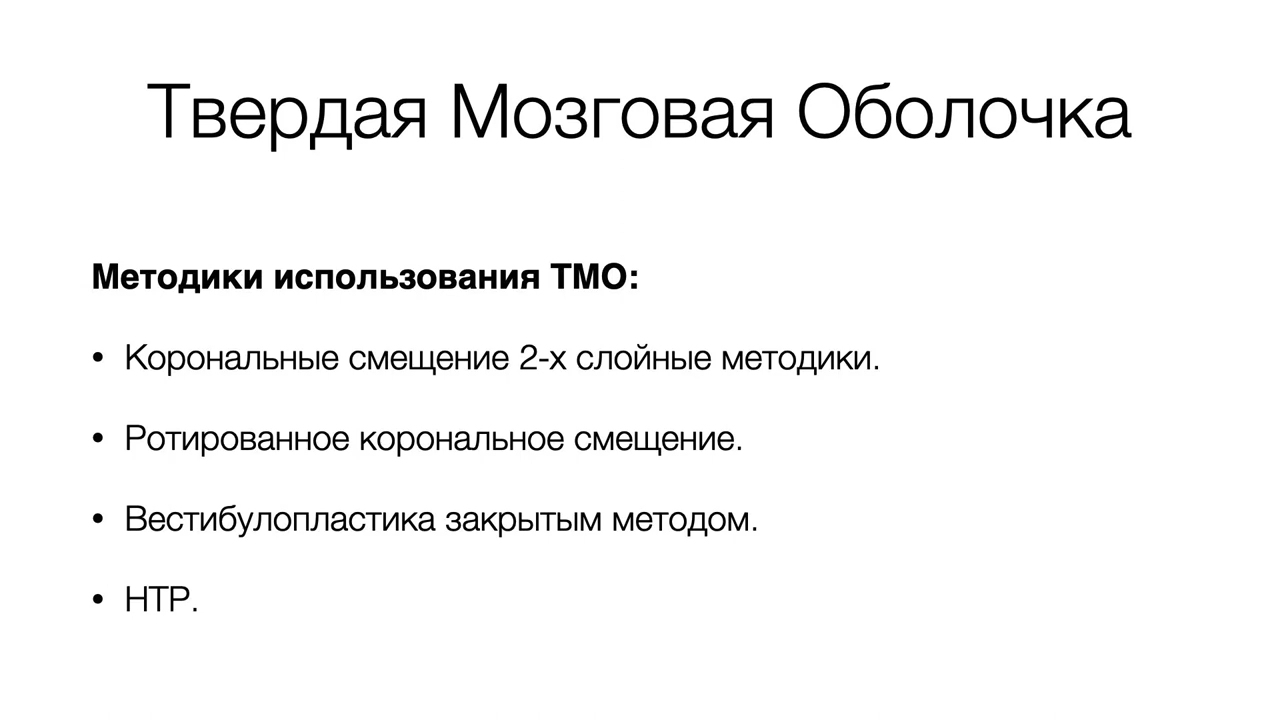 Твердая Мозговая Оболочка
Методики использования ТМО:
• Корональные смещение 2-х слойные методики.
• Ротированное корональное смещение.
• Вестибулопластика закрытым методом.
• НТР.